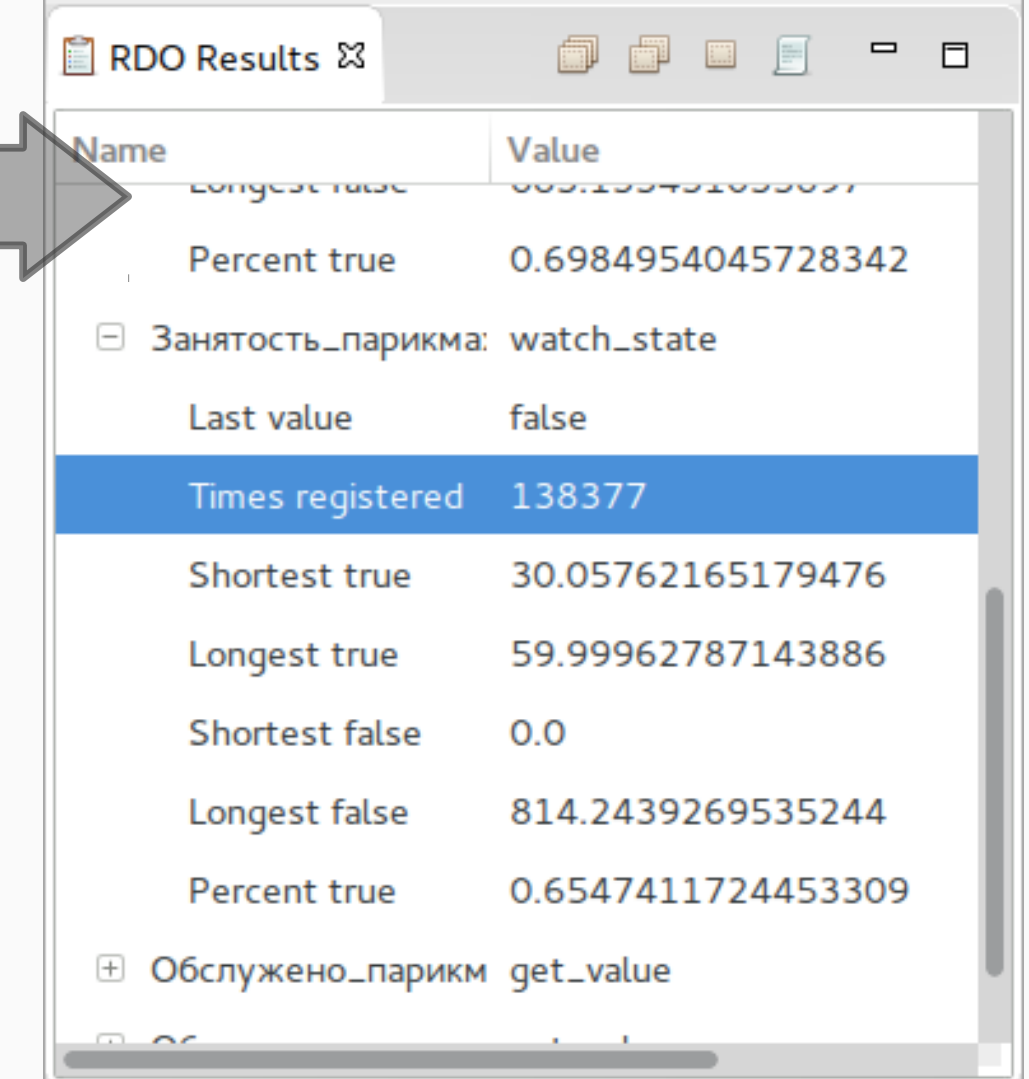 RDO Results
Name Value
Longest false
Percent true 0.6984954045728342
Занятость_парикма watch_state
Last value false
Times registered 138377
Shortest true 30.05762165179476
Longest true 59.99962787143886
Shortest false 0.0
Longest false 814.2439269535244
Percent true 0.6547411724453309
Обслужено_парикм get_value